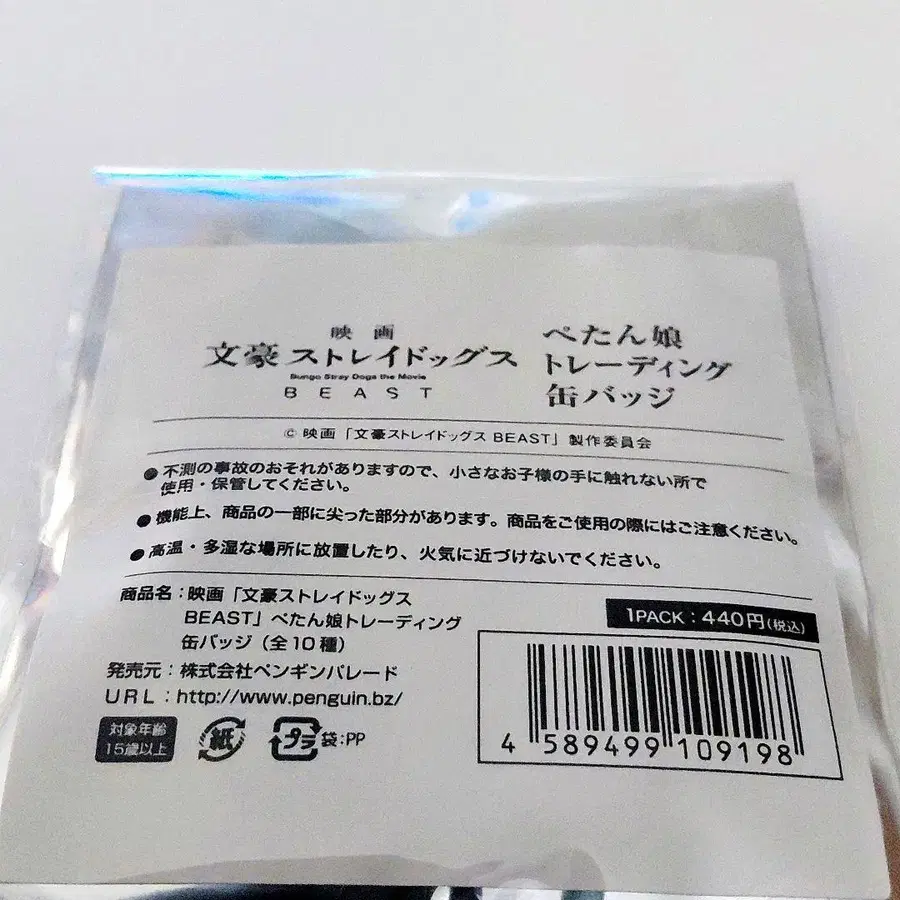 映画
文豪ストレイドッグス
Bungo Stray Dogs the Movie
BEAST
ぺたん娘
トレーディング
缶バッジ
© 映画「文豪ストレイドッグス BEAST」製作委員会
●不測の事故のおそれがありますので、小さなお子様の手に触れない所で
使用・保管してください。
●機能上、商品の一部に尖った部分があります。商品をご使用の際にはご注意ください。
●高温・多湿な場所に放置したり、火気に近づけないでください。
商品名：映画「文豪ストレイドッグス
BEAST」ぺたん娘トレーディング
缶バッジ（全10種）
発売元：株式会社ペンギンパレード
URL：http://www.penguin.bz/
対象年齢
15歳以上
紙
プラ
袋:PP
1PACK：440円(税込)
4 589499 109198